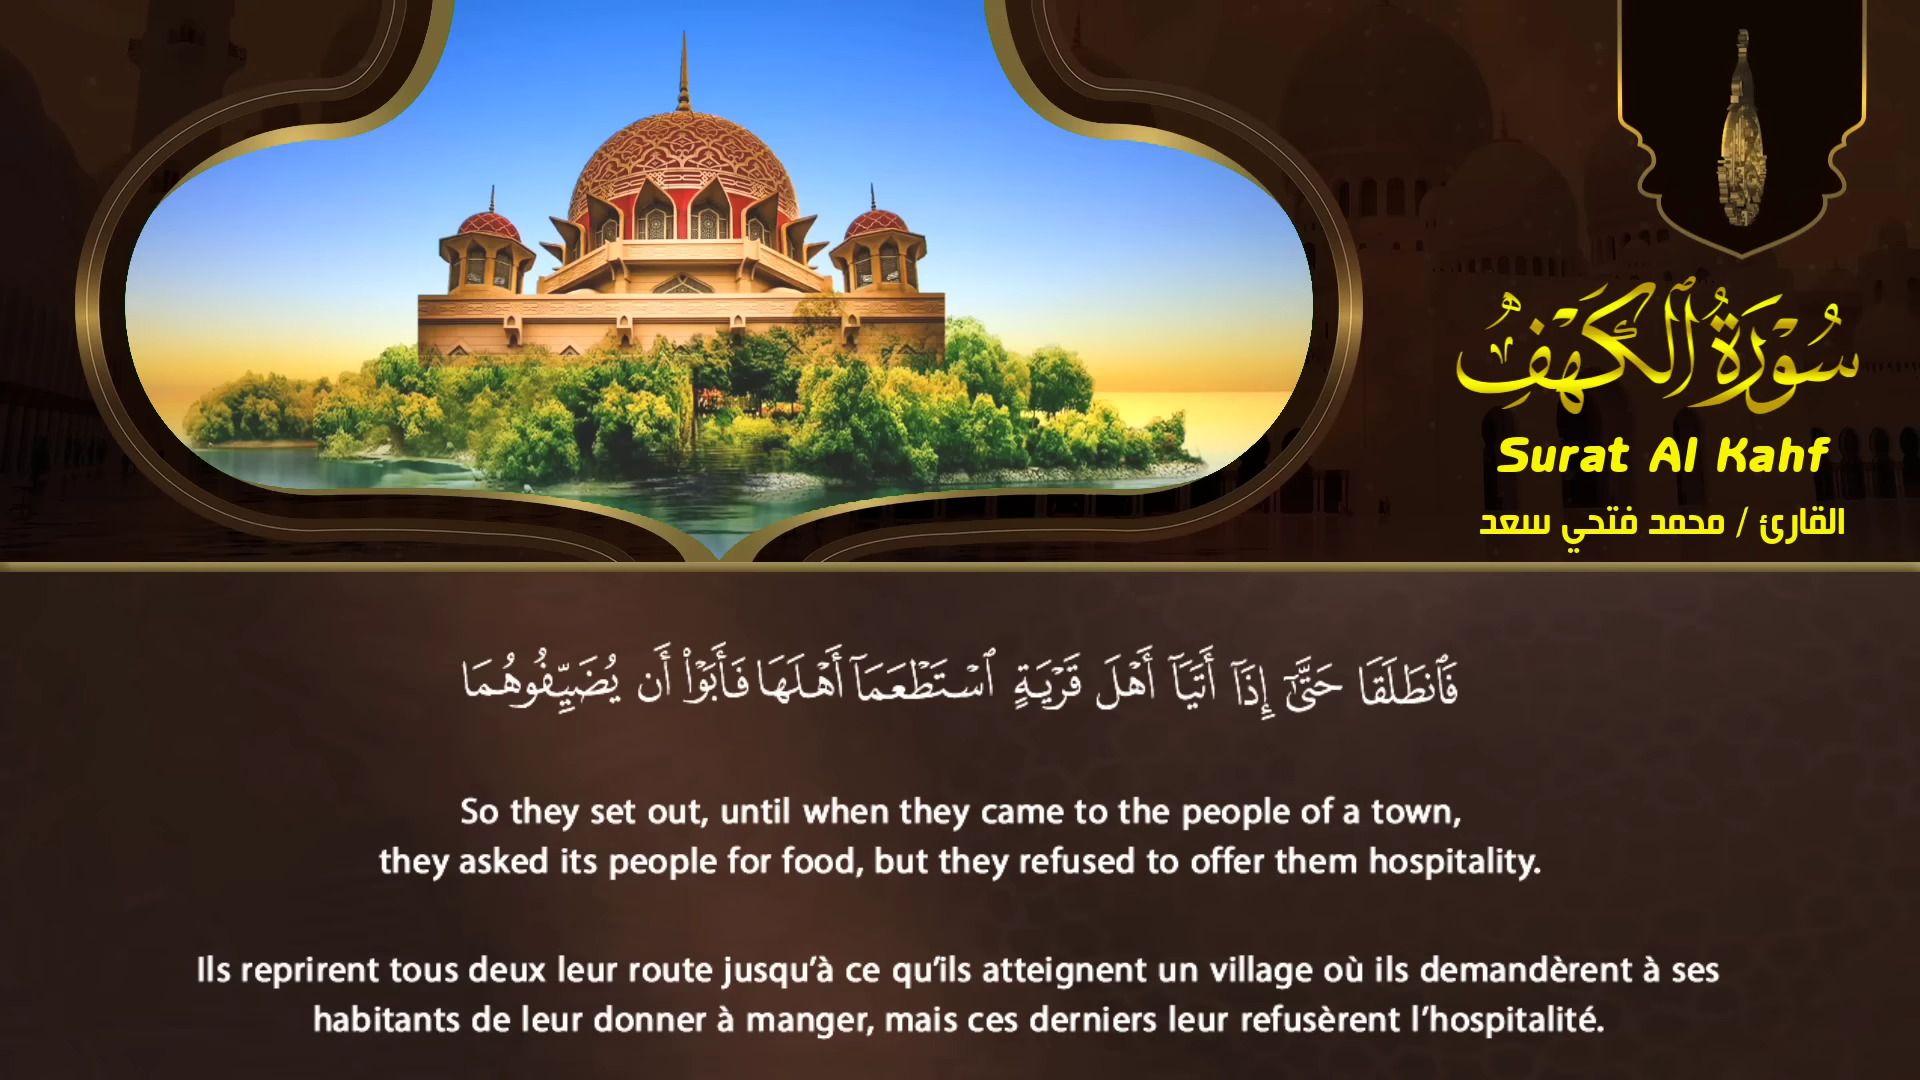 سُورَةُ ٱلْكَهْفِ
Surat Al Kahf
القارئ / محمد فتحي سعد
فَٱنطَلَقَا حَتَّىٰٓ إِذَآ أَتَيَآ أَهْلَ قَرْيَةٍ ٱسْتَطْعَمَآ أَهْلَهَا فَأَبَوْا۟ أَن يُضَيِّفُوهُمَا
So they set out, until when they came to the people of a town,
they asked its people for food, but they refused to offer them hospitality.
Ils reprirent tous deux leur route jusqu’à ce qu’ils atteignent un village où ils demandèrent à ses
habitants de leur donner à manger, mais ces derniers leur refusèrent l’hospitalité.